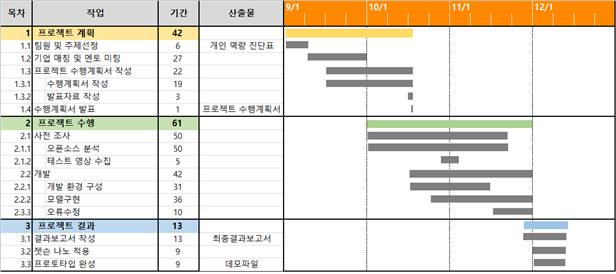 목차 작업 기간 산출물 9/1 10/1 11/1 12/1
1 프로젝트 계획 42
1.1 팀원 및 주제선정 6 개인 역량 진단표
1.2 기업 매칭 및 멘토 미팅 27
1.3 프로젝트 수행계획서 작성 22
1.3.1 수행계획서 작성 19
1.3.2 발표자료 작성 3
1.4 수행계획서 발표 1 프로젝트 수행계획서
2 프로젝트 수행 61
2.1 사전 조사 50
2.1.1 오픈소스 분석 50
2.1.2 테스트 영상 수집 5
2.2 개발 42
2.2.1 개발 환경 구성 31
2.2.2 모델구현 36
2.3.3 오류수정 10
3 프로젝트 결과 13
3.1 결과보고서 작성 13 최종결과보고서
3.2 젯슨 나노 적용 9
3.3 프로토타입 완성 9 데모파일